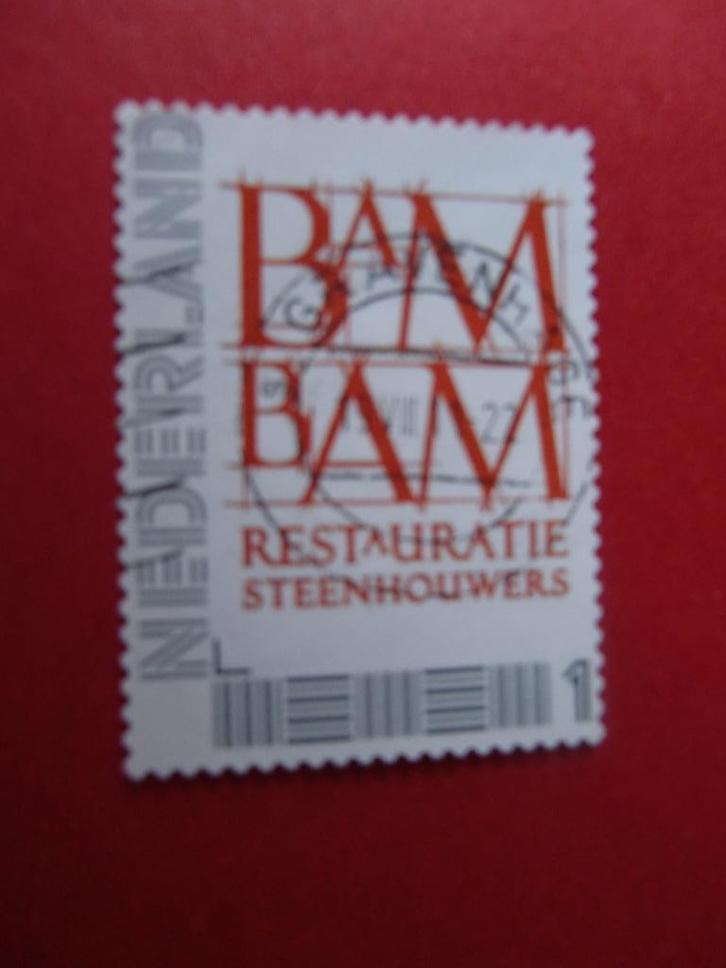 NEDERLAND
BAM
BAM
RESTAURATIE
STEENHOUWERS
1